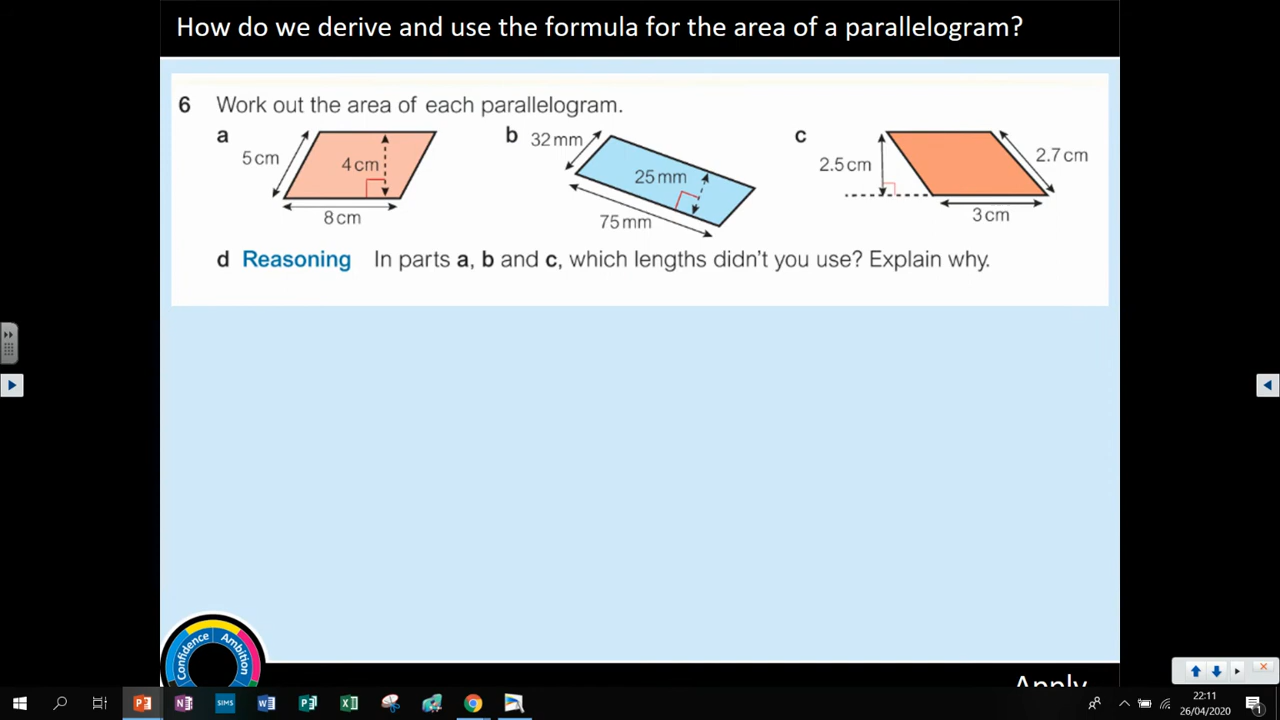 How do we derive and use the formula for the area of a parallelogram?
6 Work out the area of each parallelogram.
a 5 cm 4 cm 8 cm
b 32 mm 25 mm 75 mm
c 2.5 cm 2.7 cm 3 cm
d Reasoning In parts a, b and c, which lengths didn't you use? Explain why.
Confidence Ambition
Apply
SIMS
22:11
26/04/2020
1